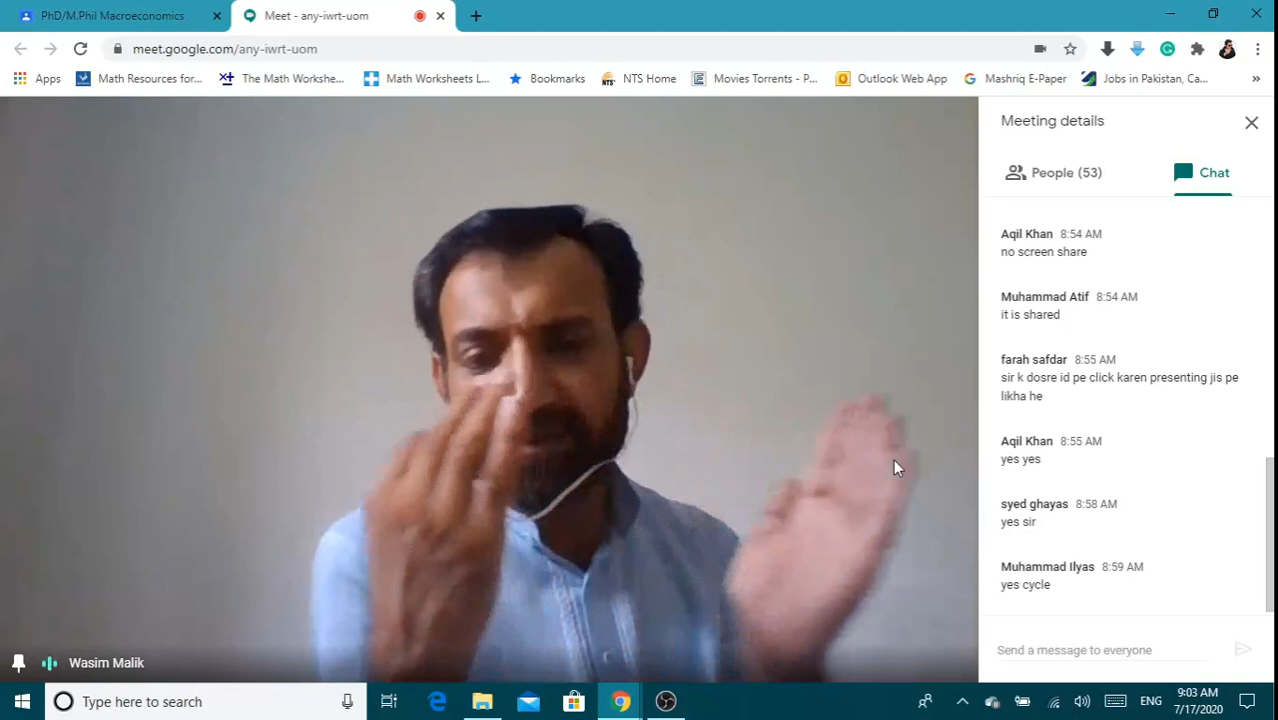 PhD/M.Phil Macroeconomics
Meet - any-iwrt-uom
meet.google.com/any-iwrt-uom
Apps
Math Resources for...
The Math Workshe...
Math Worksheets L...
Bookmarks
NTS Home
Movies Torrents - P...
Outlook Web App
Mashriq E-Paper
Jobs in Pakistan, Ca...
Meeting details
People (53)
Chat
Aqil Khan 8:54 AM
no screen share
Muhammad Atif 8:54 AM
it is shared
farah safdar 8:55 AM
sir k dosre id pe click karen presenting jis pe
likha he
Aqil Khan 8:55 AM
yes yes
syed ghayas 8:58 AM
yes sir
Muhammad Ilyas 8:59 AM
yes cycle
Send a message to everyone
Wasim Malik
Type here to search
ENG
9:03 AM
7/17/2020